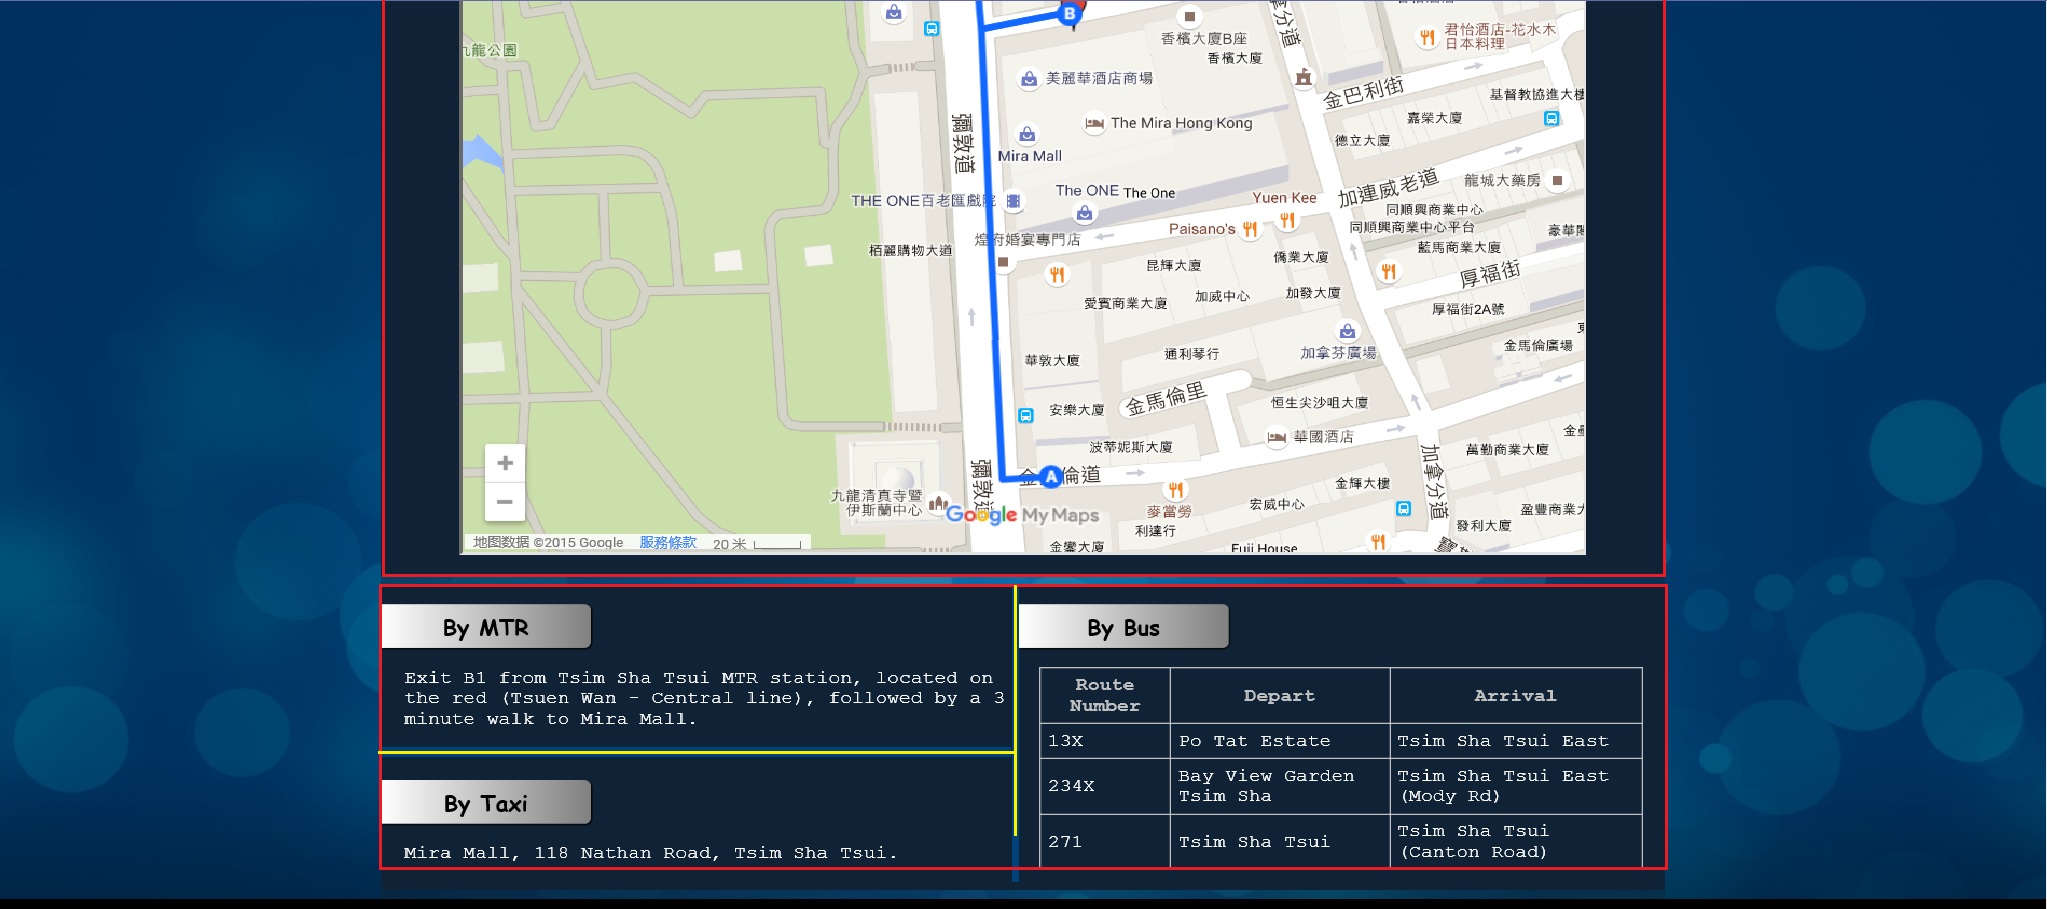 君怡酒店-花水木
日本料理
香檳大廈B座
香檳大廈
九龍公園
美麗華酒店商場
金巴利街
基督教協進大樓
嘉榮大廈
The Mira Hong Kong
彌敦道
德立大廈
Mira Mall
加連威老道
龍城大藥房
THE ONE百老匯戲院
The ONE
The One
Yuen Kee
同順興商業中心
同順興商業中心平台
Paisano's
煌府婚宴專門店
栢麗購物大道
藍馬商業大廈
豪華閣
昆輝大廈
僑業大廈
厚福街
愛賓商業大廈
加威中心
加發大廈
厚福街2A號
華敦大廈
通利琴行
加拿芬廣場
金馬倫廣場
安樂大廈
金馬倫里
恒生尖沙咀大廈
波蒂妮斯大廈
華國酒店
萬勤商業大廈
+
−
A
B
倫道
彌敦道
加拿分道
加拿分道
九龍清真寺暨
伊斯蘭中心
麥當勞
宏威中心
金輝大樓
盈豐商業大
發利大廈
Google My Maps
利達行
金鑾大廈
Fuji House
地图数据 ©2015 Google
服務條款
20 米
By MTR
Exit B1 from Tsim Sha Tsui MTR station, located on
the red (Tsuen Wan - Central line), followed by a 3
minute walk to Mira Mall.
By Taxi
Mira Mall, 118 Nathan Road, Tsim Sha Tsui.
By Bus
Route Number Depart Arrival
13X Po Tat Estate Tsim Sha Tsui East
234X Bay View Garden Tsim Sha Tsim Sha Tsui East (Mody Rd)
271 Tsim Sha Tsui Tsim Sha Tsui (Canton Road)